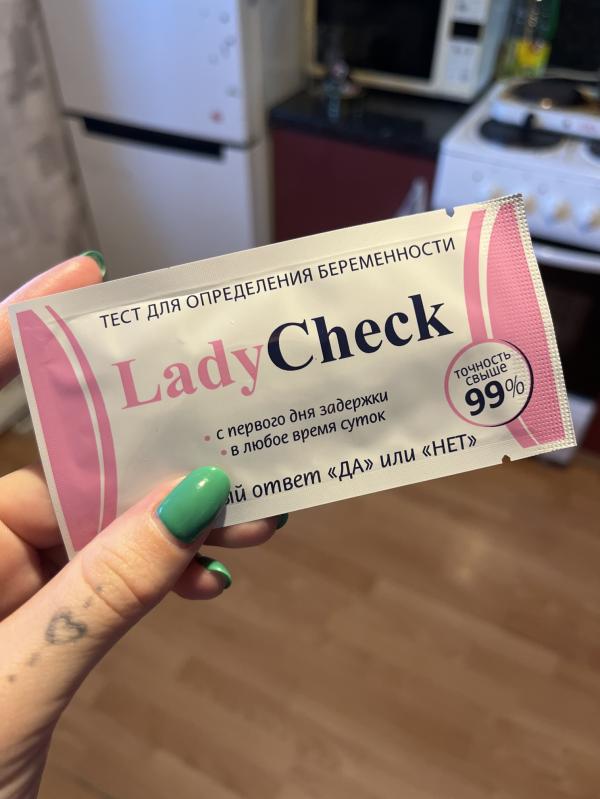 ТЕСТ ДЛЯ ОПРЕДЕЛЕНИЯ БЕРЕМЕННОСТИ
LadyCheck
• с первого дня задержки
• в любое время суток
точность
свыше
99%
ответ «ДА» или «НЕТ»